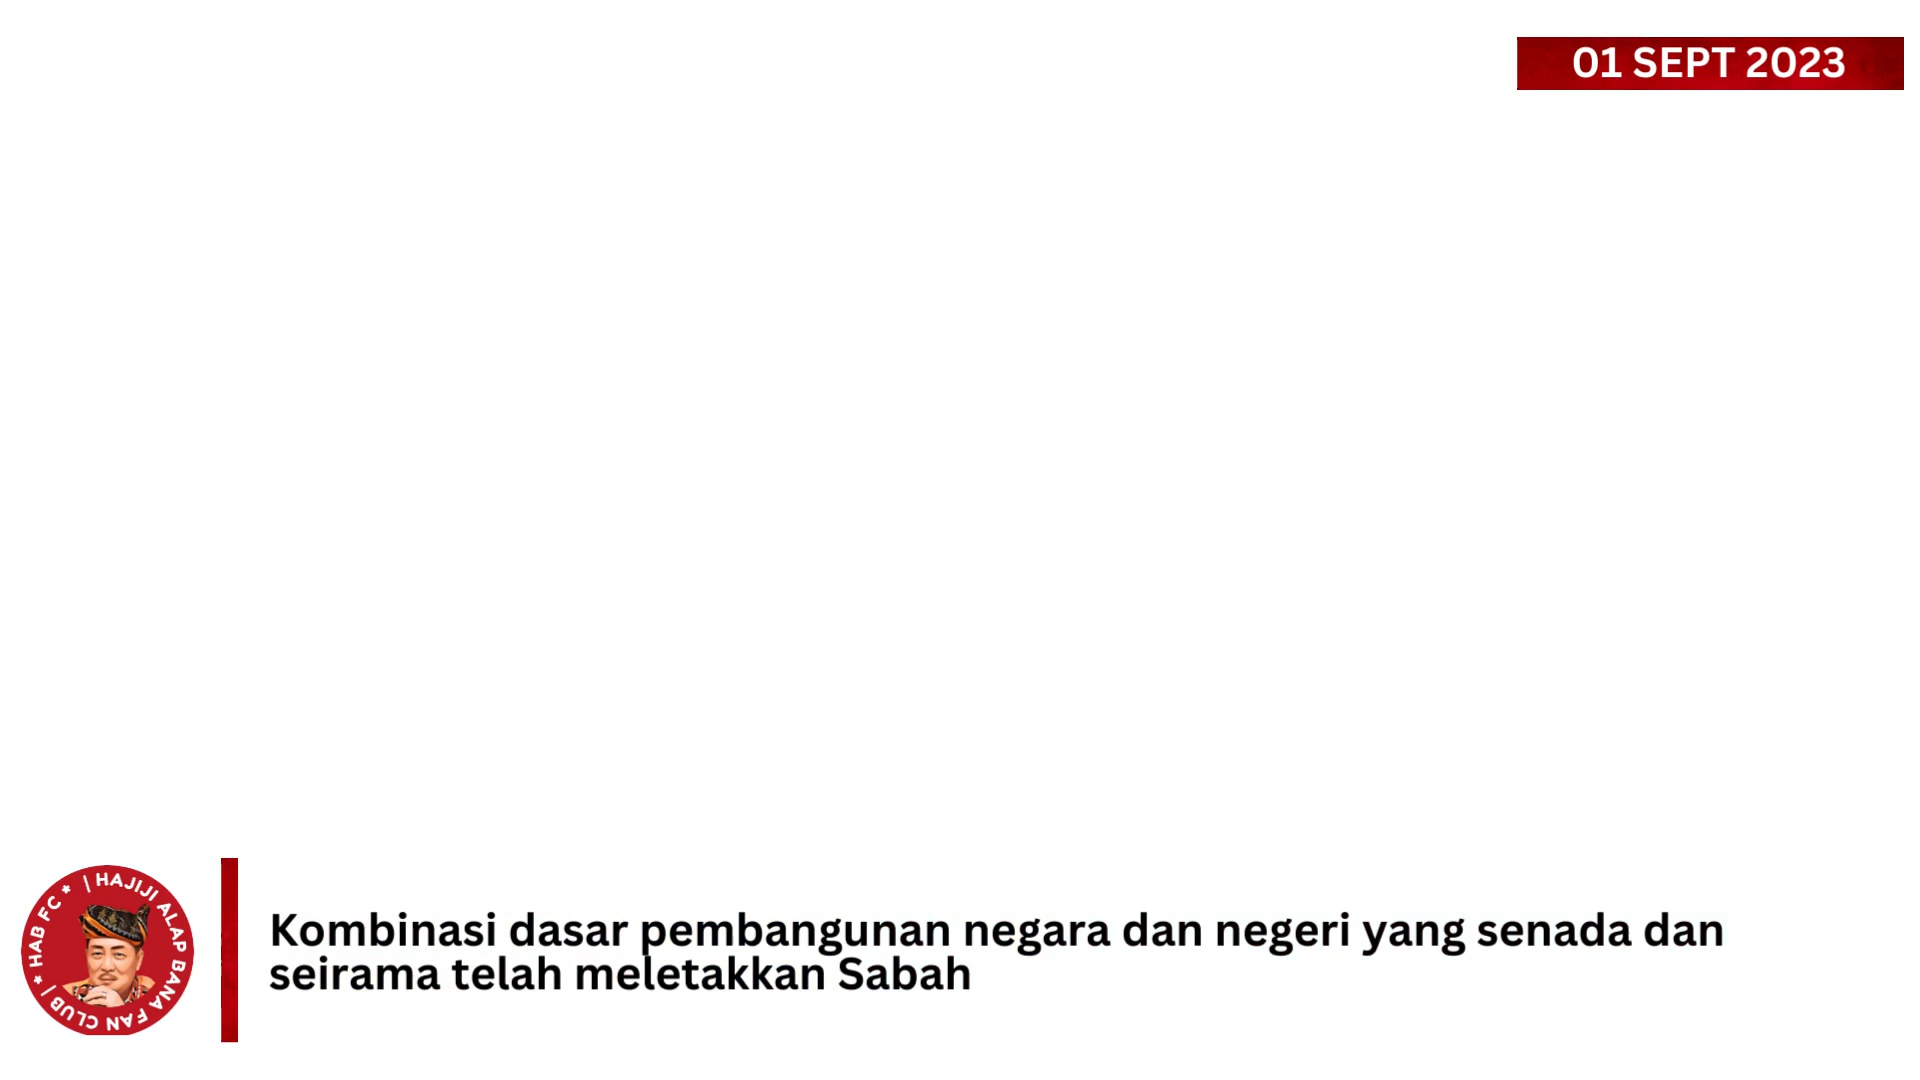 01 SEPT 2023
* HAB FC * | HAJIJI ALAP BANA FAN CLUB |
Kombinasi dasar pembangunan negara dan negeri yang senada dan
seirama telah meletakkan Sabah